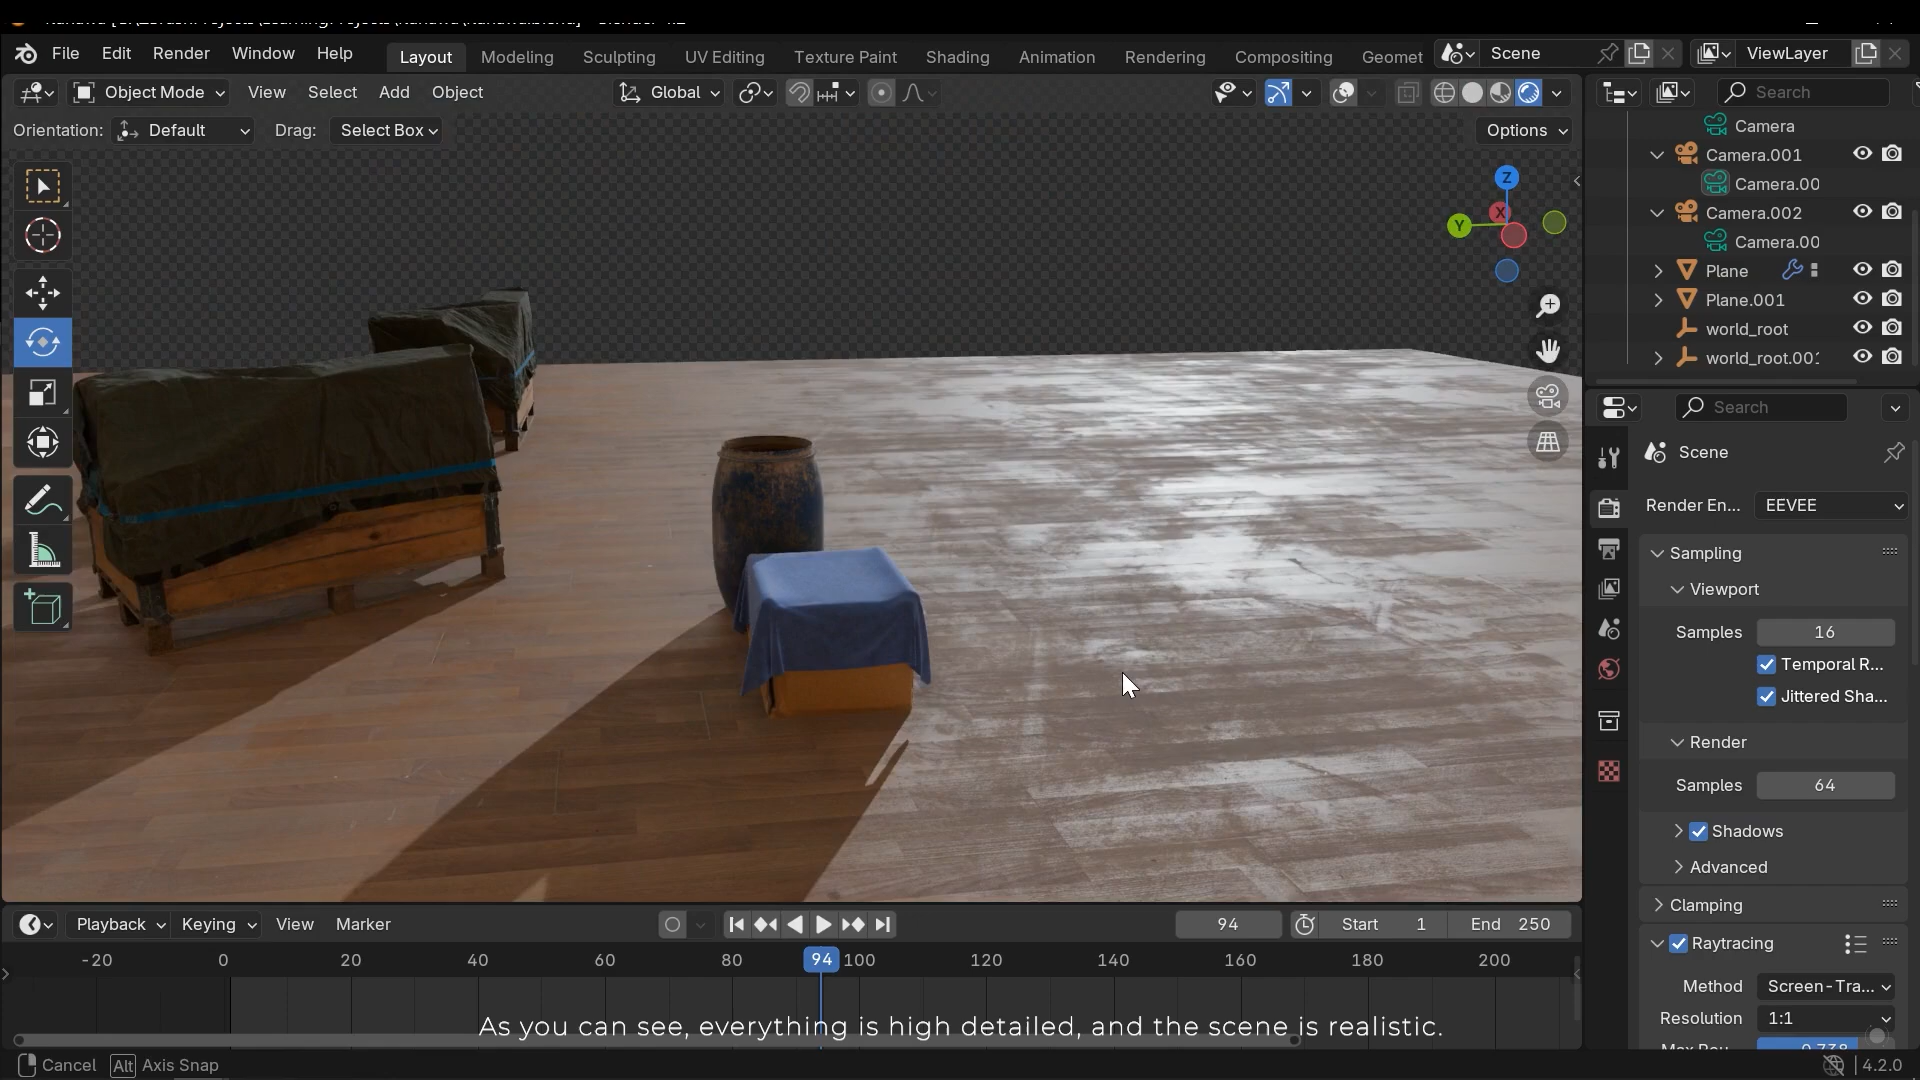 File Edit Render Window Help Layout Modeling Sculpting UV Editing Texture Paint Shading Animation Rendering Compositing Geomet Scene ViewLayer
Object Mode View Select Add Object Global Search
Orientation: Default Drag: Select Box Options
Z
Y
X
Camera
Camera.001
Camera.00
Camera.002
Camera.00
Plane
Plane.001
world_root
world_root.00
Search
Scene
Render En... EEVEE
Sampling
Viewport
Samples 16
Temporal R...
Jittered Sha...
Render
Samples 64
Shadows
Advanced
Clamping
Raytracing
Method Screen-Tra...
Resolution 1:1
Playback Keying View Marker 94 Start 1 End 250
-20 0 20 40 60 80 94 100 120 140 160 180 200
As you can see, everything is high detailed, and the scene is realistic.
Cancel Alt Axis Snap 4.2.0